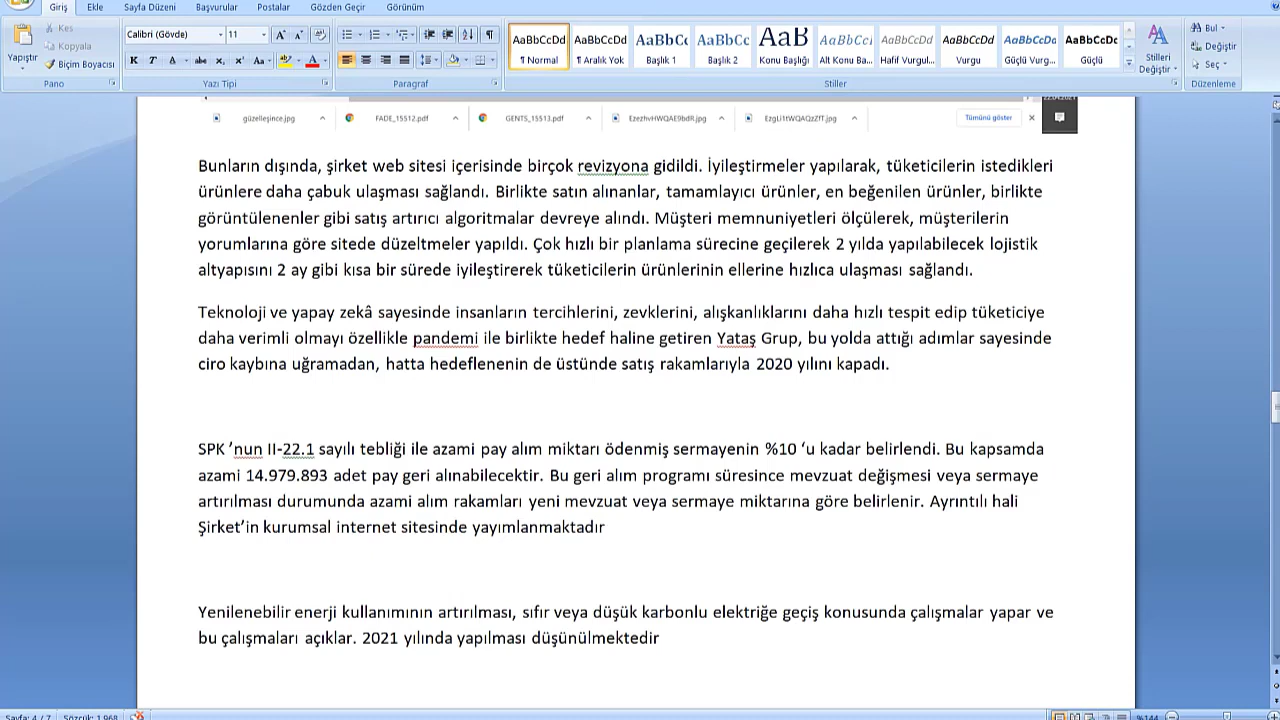 Giriş Ekle Sayfa Düzeni Başvurular Postalar Gözden Geçir Görünüm
Yapıştır Kes Kopyala Biçim Boyacısı Pano
Calibri (Gövde) 11
K T A abc x, x' Aa
Yazı Tipi Paragraf
AaBbCcDd AaBbCcDd AaBbCc AaBbCc AaB AaBbCcI AaBbCcDd AaBbCcDd AaBbCcDd AaBbCcDc
¶ Normal ¶ Aralık Yok Başlık 1 Başlık 2 Konu Başlığı Alt Konu Ba... Hafif Vurgul... Vurgu Güçlü Vurg... Güçlü
Stiller
Stilleri Değiştir
Bul Değiştir Seç Düzenleme
güzelleşince.jpg FADE_15512.pdf GENTS_15513.pdf EzezhvHWQAE9bdR.jpg EzgLi1tWQAQzZfT.jpg Tümünü göster
Bunların dışında, şirket web sitesi içerisinde birçok revizyona gidildi. İyileştirmeler yapılarak, tüketicilerin istedikleri
ürünlere daha çabuk ulaşması sağlandı. Birlikte satın alınanlar, tamamlayıcı ürünler, en beğenilen ürünler, birlikte
görüntülenenler gibi satış artırıcı algoritmalar devreye alındı. Müşteri memnuniyetleri ölçülerek, müşterilerin
yorumlarına göre sitede düzeltmeler yapıldı. Çok hızlı bir planlama sürecine geçilerek 2 yılda yapılabilecek lojistik
altyapısını 2 ay gibi kısa bir sürede iyileştirerek tüketicilerin ürünlerinin ellerine hızlıca ulaşması sağlandı.
Teknoloji ve yapay zekâ sayesinde insanların tercihlerini, zevklerini, alışkanlıklarını daha hızlı tespit edip tüketiciye
daha verimli olmayı özellikle pandemi ile birlikte hedef haline getiren Yataş Grup, bu yolda attığı adımlar sayesinde
ciro kaybına uğramadan, hatta hedeflenenin de üstünde satış rakamlarıyla 2020 yılını kapadı.
SPK ’nun II-22.1 sayılı tebliği ile azami pay alım miktarı ödenmiş sermayenin %10 ‘u kadar belirlendi. Bu kapsamda
azami 14.979.893 adet pay geri alınabilecektir. Bu geri alım programı süresince mevzuat değişmesi veya sermaye
artırılması durumunda azami alım rakamları yeni mevzuat veya sermaye miktarına göre belirlenir. Ayrıntılı hali
Şirket’in kurumsal internet sitesinde yayımlanmaktadır
Yenilenebilir enerji kullanımının artırılması, sıfır veya düşük karbonlu elektriğe geçiş konusunda çalışmalar yapar ve
bu çalışmaları açıklar. 2021 yılında yapılması düşünülmektedir
Sayfa: 4 / 7 Sözcük: 1.968 %144